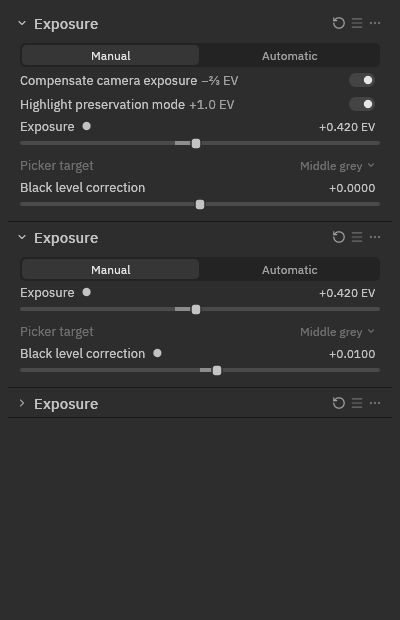 Exposure
Manual Automatic
Compensate camera exposure −⅔ EV
Highlight preservation mode +1.0 EV
Exposure +0.420 EV
Picker target Middle grey
Black level correction +0.0000
Exposure
Manual Automatic
Exposure +0.420 EV
Picker target Middle grey
Black level correction +0.0100
Exposure